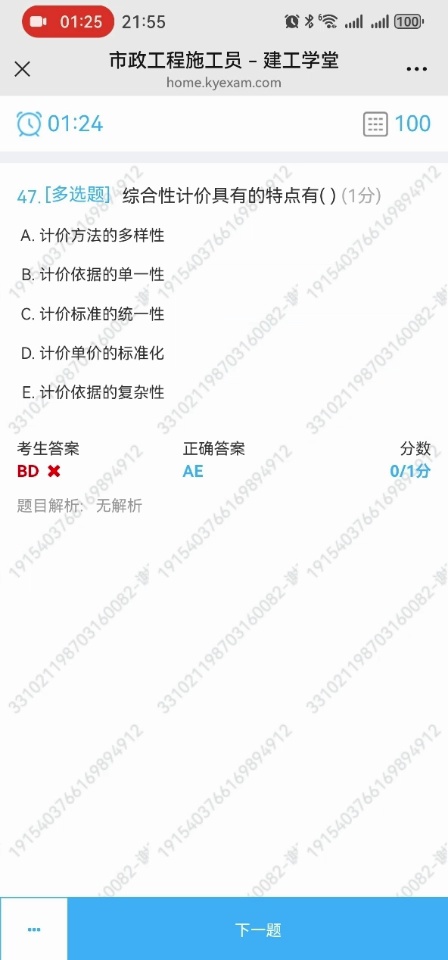 01:25 21:55 100
市政工程施工员 – 建工学堂
home.kyexam.com
01:24 100
47. [多选题] 综合性计价具有的特点有( ) (1分)
A. 计价方法的多样性
B. 计价依据的单一性
C. 计价标准的统一性
D. 计价单价的标准化
E. 计价依据的复杂性
考生答案 正确答案 分数
BD AE 0/1分
题目解析: 无解析
下一题